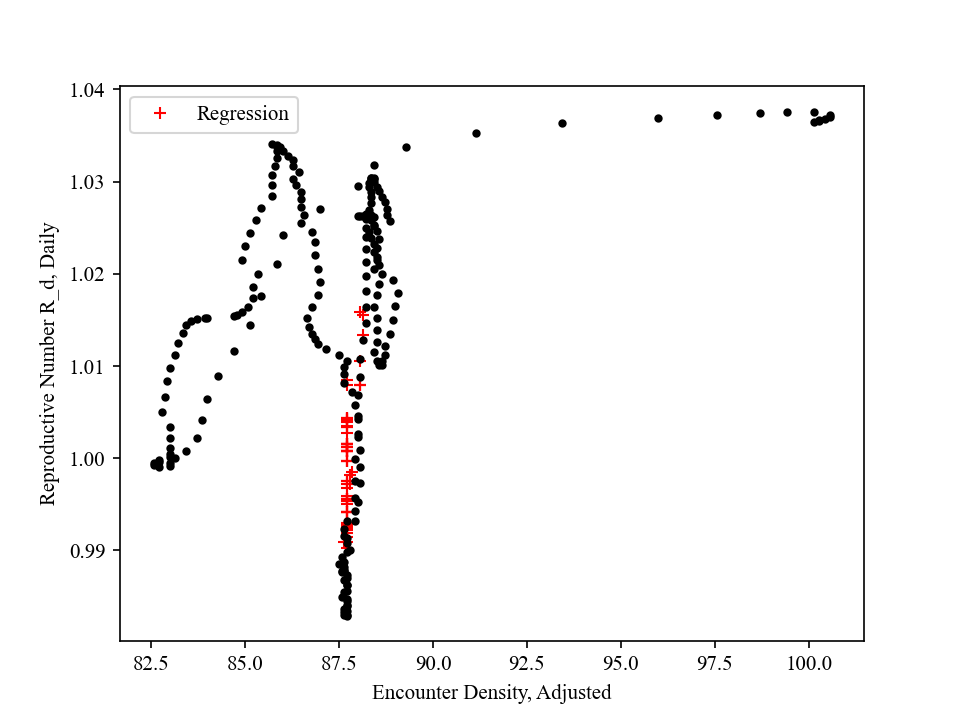 1.04
Regression
1.03
1.02
1.01
1.00
0.99
Reproductive Number R_d, Daily
82.5 85.0 87.5 90.0 92.5 95.0 97.5 100.0
Encounter Density, Adjusted